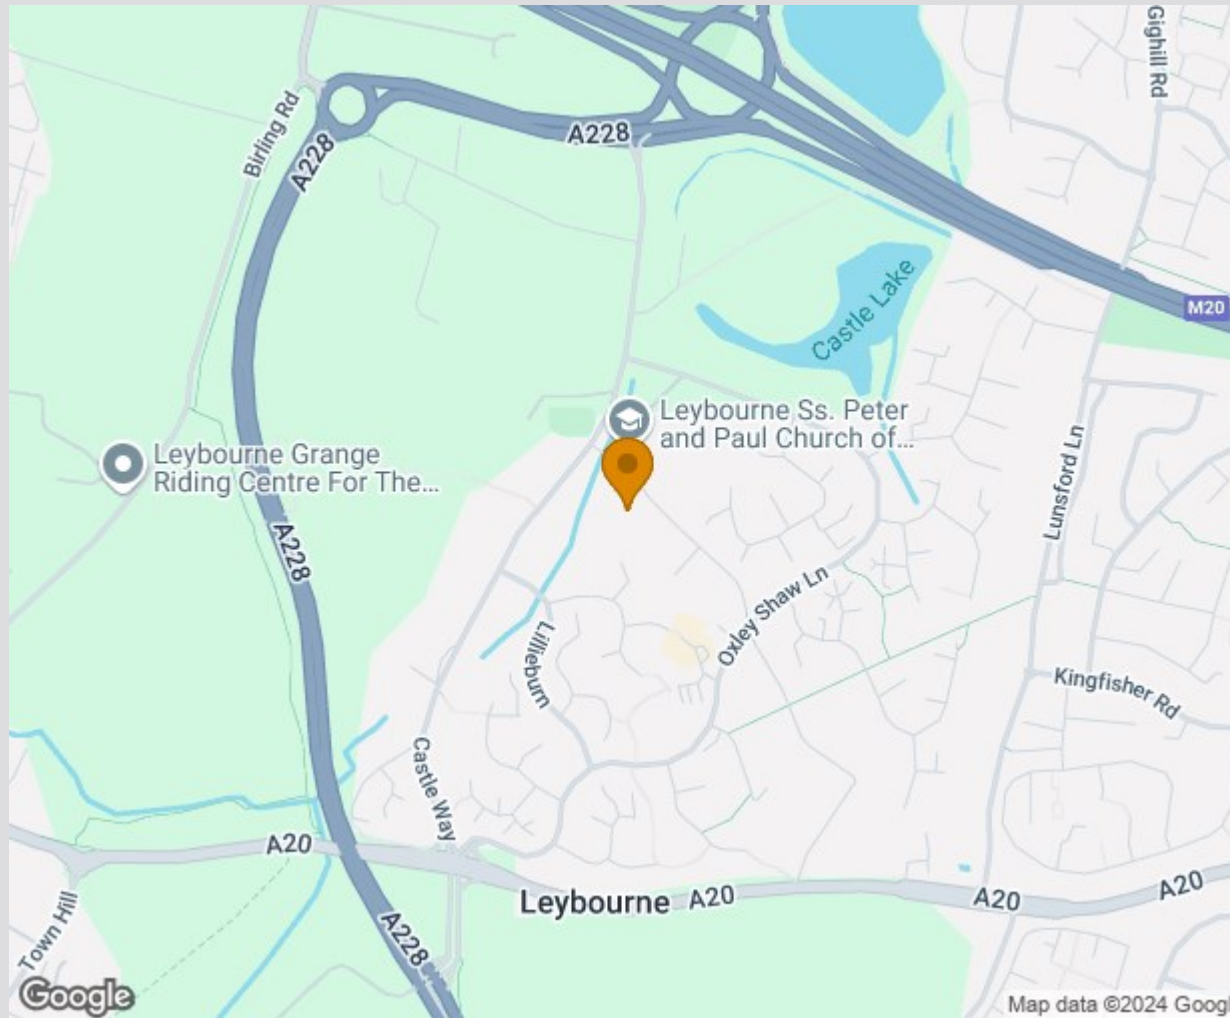 Gighill Rd
A228
Birling Rd
A228
M20
Castle Lake
Leybourne Ss. Peter
and Paul Church of...
Leybourne Grange
Riding Centre For The...
Lunsford Ln
A228
Oxley Shaw Ln
Lillieburn
Kingfisher Rd
Castle Way
A20
Leybourne
A20
A20
A20
Town Hill
A228
Google
Map data ©2024 Googl